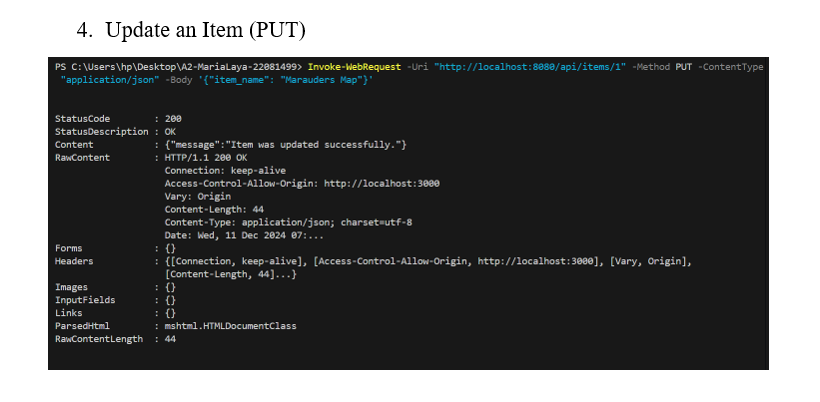 4. Update an Item (PUT)
PS C:\Users\hp\Desktop\A2-MariaLaya-22081499> Invoke-WebRequest -Uri "http://localhost:8080/api/items/1" -Method PUT -ContentType
"application/json" -Body '{"item_name": "Marauders Map"}'
StatusCode : 200
StatusDescription : OK
Content : {"message":"Item was updated successfully."}
RawContent : HTTP/1.1 200 OK
Connection: keep-alive
Access-Control-Allow-Origin: http://localhost:3000
Vary: Origin
Content-Length: 44
Content-Type: application/json; charset=utf-8
Date: Wed, 11 Dec 2024 07:...
Forms : {}
Headers : {[Connection, keep-alive], [Access-Control-Allow-Origin, http://localhost:3000], [Vary, Origin],
[Content-Length, 44]...}
Images : {}
InputFields : {}
Links : {}
ParsedHtml : mshtml.HTMLDocumentClass
RawContentLength : 44